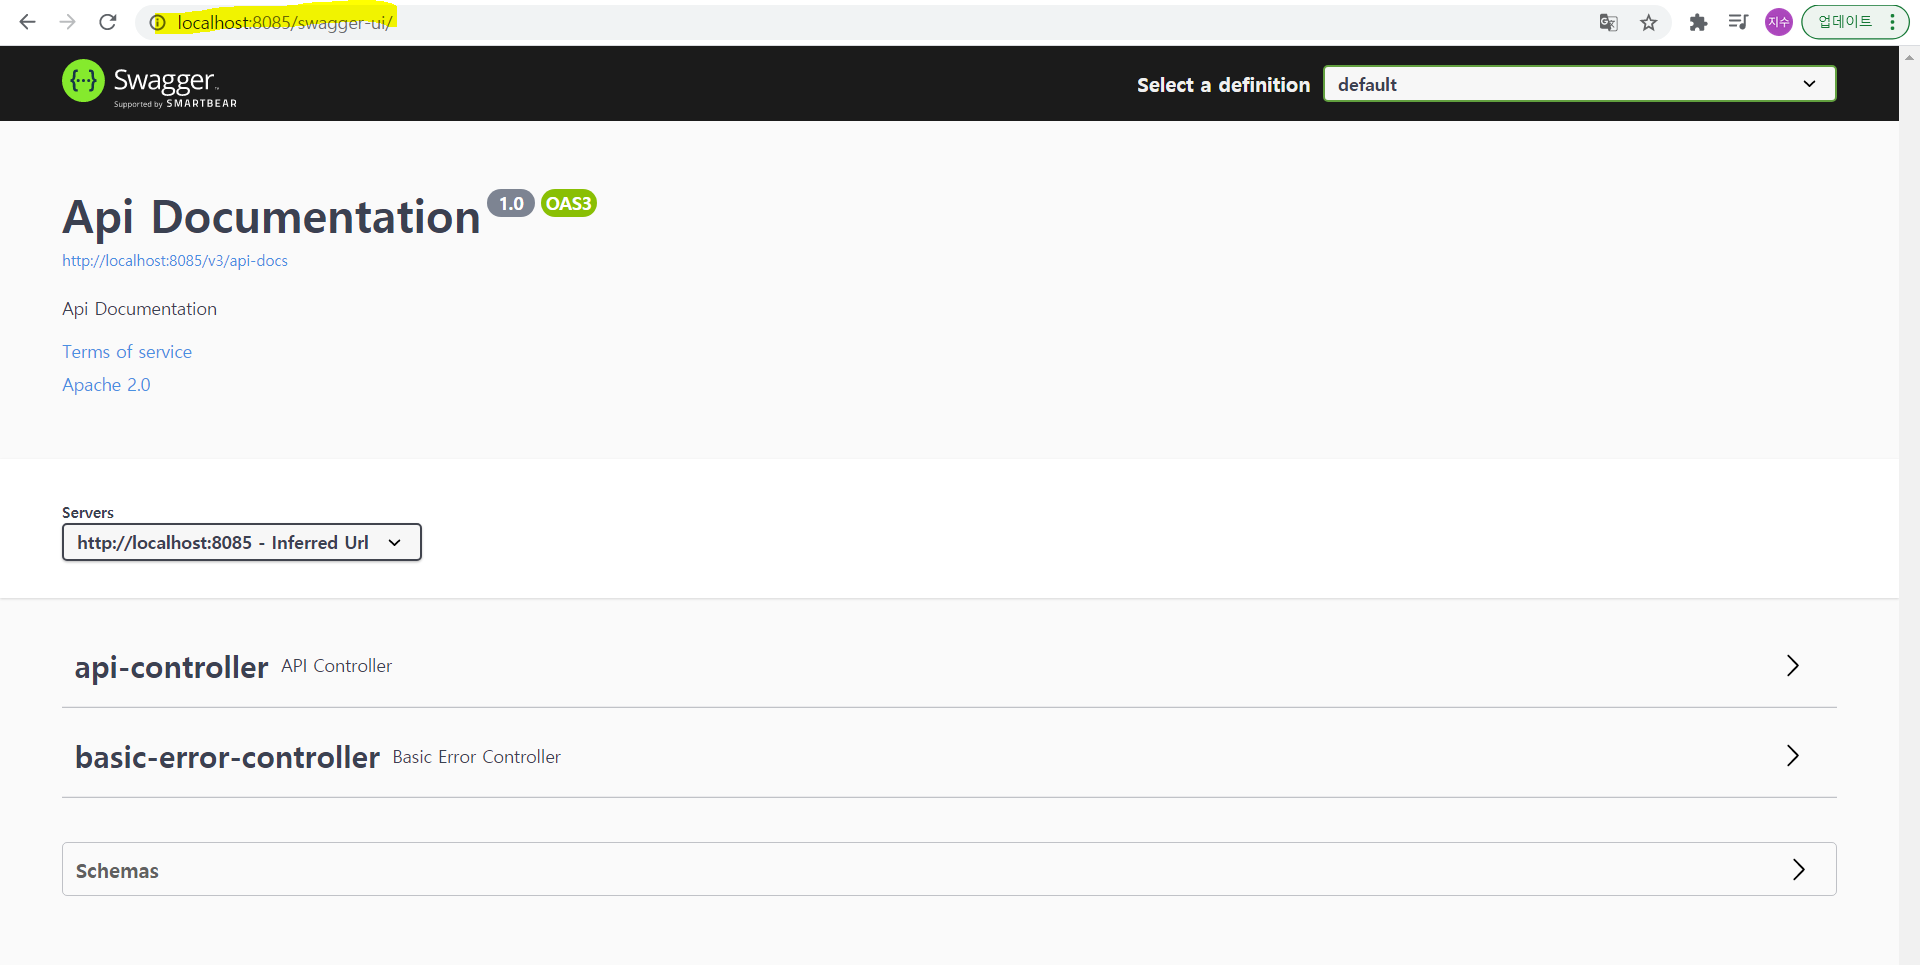 localhost:8085/swagger-ui/
지수
업데이트
{···} Swagger™
Supported by SMARTBEAR
Select a definition
default
Api Documentation 1.0 OAS3
http://localhost:8085/v3/api-docs
Api Documentation
Terms of service
Apache 2.0
Servers
http://localhost:8085 - Inferred Url
api-controller API Controller
basic-error-controller Basic Error Controller
Schemas